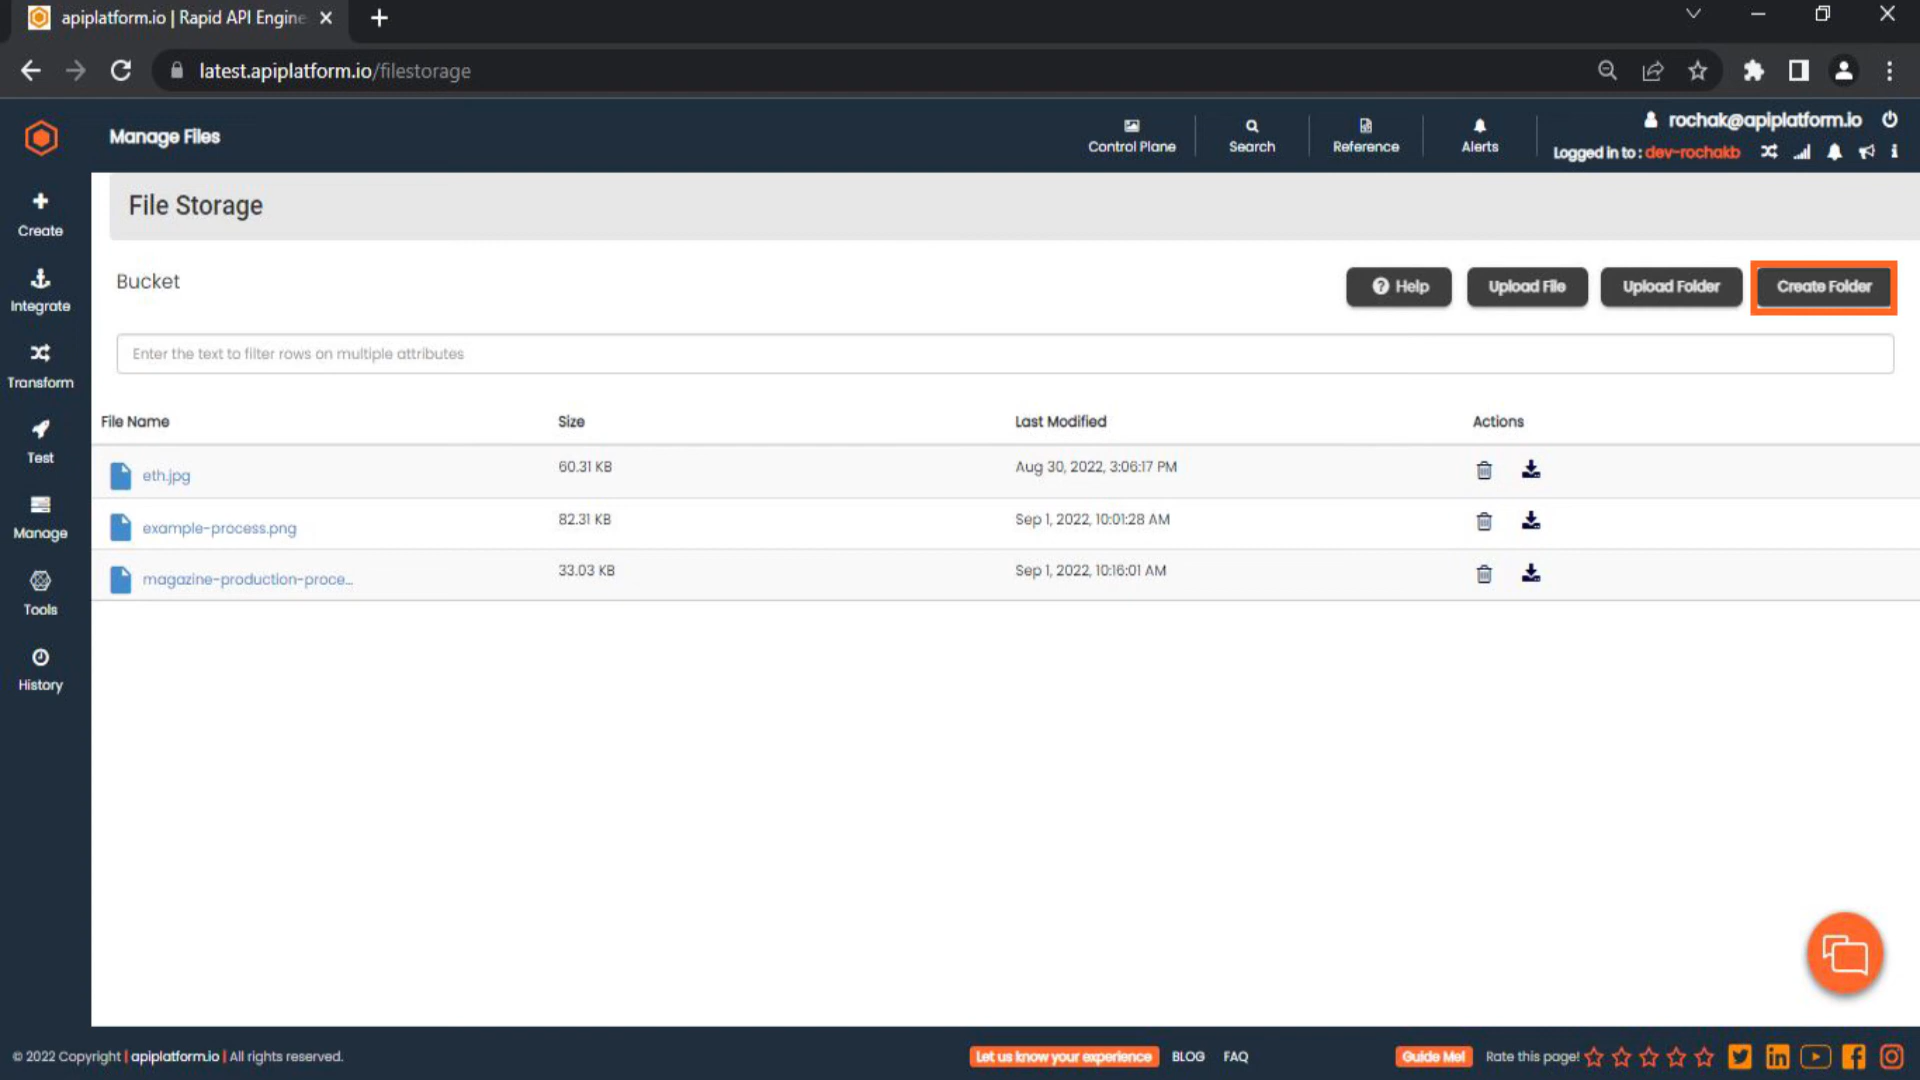 apiplatform.io | Rapid API Engine
latest.apiplatform.io/filestorage
Manage Files
Control Plane
Search
Reference
Alerts
rochak@apiplatform.io
Logged in to : dev-rochakb
Create
Integrate
Transform
Test
Manage
Tools
History
File Storage
Bucket
Help
Upload File
Upload Folder
Create Folder
Enter the text to filter rows on multiple attributes
File Name Size Last Modified Actions
eth.jpg 60.31 KB Aug 30, 2022, 3:06:17 PM
example-process.png 82.31 KB Sep 1, 2022, 10:01:28 AM
magazine-production-proce... 33.03 KB Sep 1, 2022, 10:16:01 AM
© 2022 Copyright | apiplatform.io | All rights reserved.
Let us know your experience BLOG FAQ
Guide Me! Rate this page!